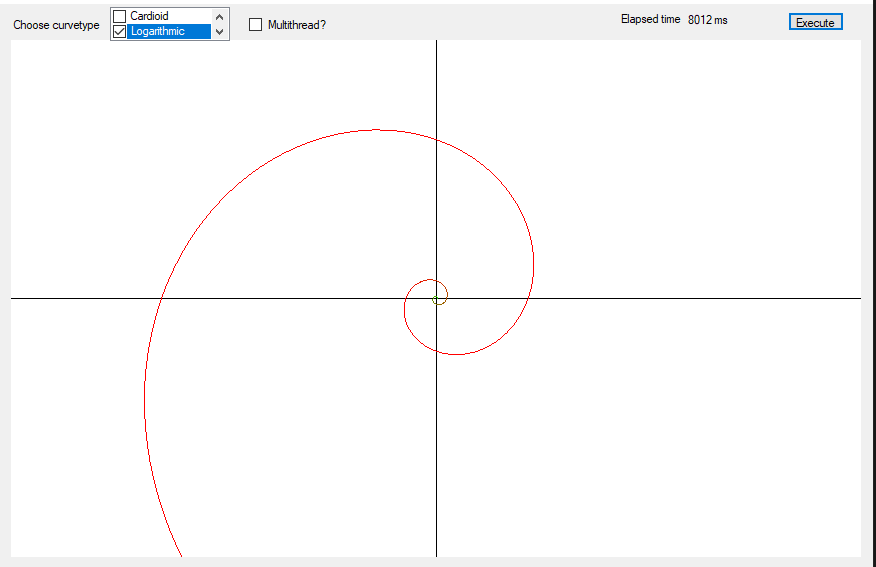 Choose curvetype
Cardioid
Logarithmic
Multithread?
Elapsed time 8012 ms
Execute